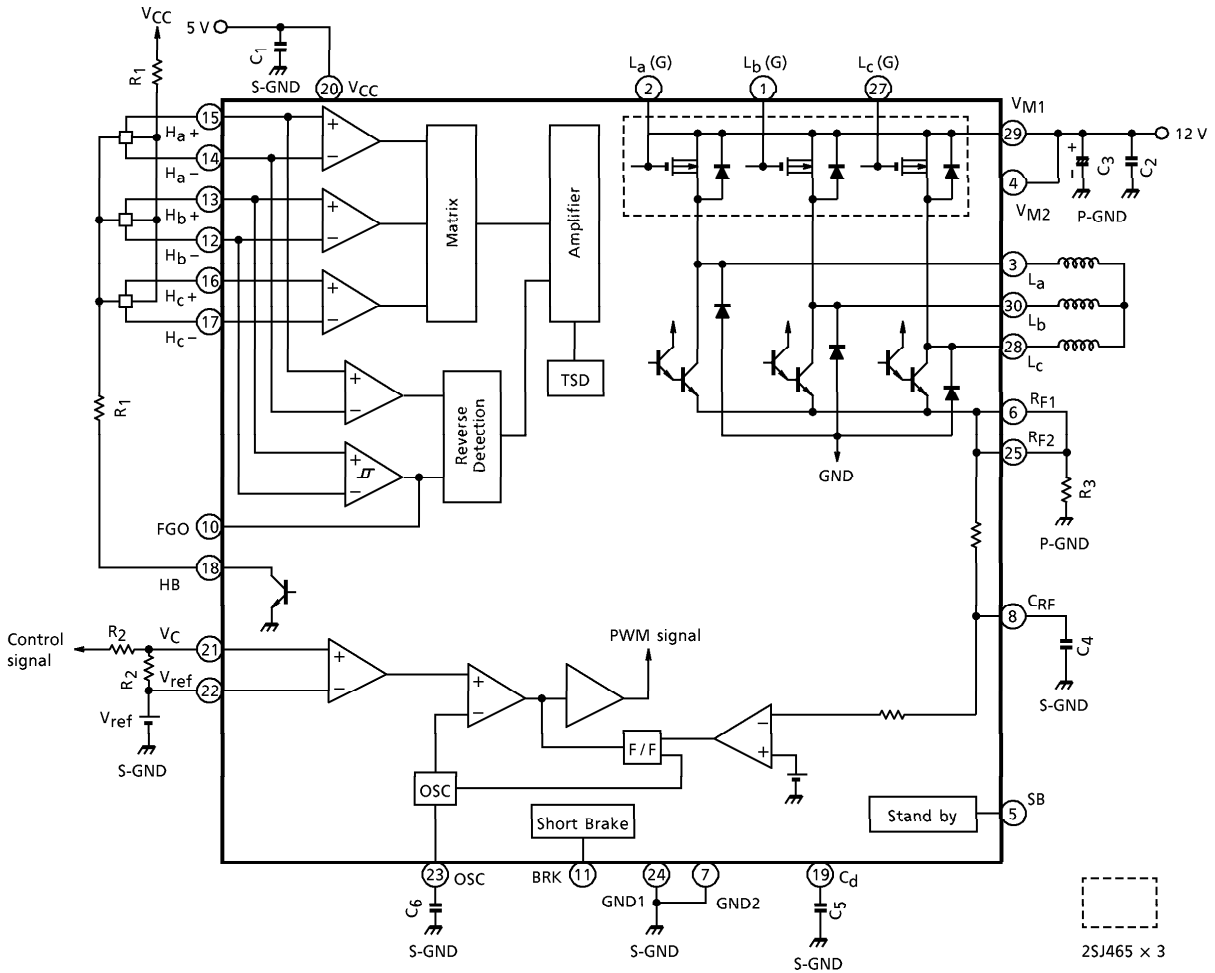 VCC
5 V
C1
S-GND
R1
20 VCC
La (G)
Lb (G)
Lc (G)
2
1
27
VM1
29
12 V
15
Ha+
14
Ha−
13
Hb+
12
Hb−
16
Hc+
17
Hc−
+
−
+
−
+
−
Matrix
Amplifier
TSD
+
−
+
−
Reverse
Detection
4
VM2
+
-
C3
C2
P-GND
3
La
30
Lb
28
Lc
6
RF1
25
RF2
GND
R3
P-GND
R1
FGO
10
18
HB
8
CRF
C4
S-GND
Control
signal
R2
VC
21
R2
Vref
22
Vref
S-GND
+
−
+
−
PWM signal
F/F
−
+
OSC
Short Brake
Stand by
5
SB
23
OSC
BRK
11
24
7
19
Cd
GND1
GND2
C6
C5
S-GND
S-GND
S-GND
2SJ465 × 3